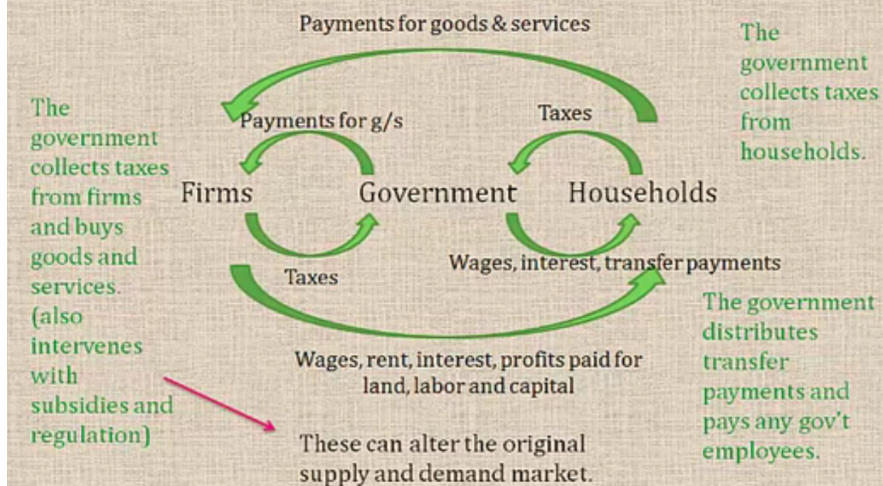 Payments for goods & services
The
government
collects taxes
from
households.
The
government
collects taxes
from firms
and buys
goods and
services.
(also
intervenes
with
subsidies and
regulation)
Payments for g/s
Taxes
Firms
Government
Households
Taxes
Wages, interest, transfer payments
Wages, rent, interest, profits paid for
land, labor and capital
The government
distributes
transfer
payments and
pays any gov't
employees.
These can alter the original
supply and demand market.